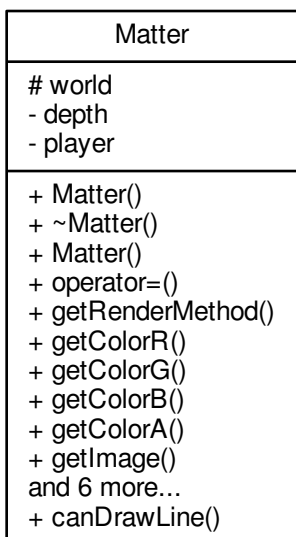 Matter
# world
- depth
- player
+ Matter()
+ ~Matter()
+ Matter()
+ operator=()
+ getRenderMethod()
+ getColorR()
+ getColorG()
+ getColorB()
+ getColorA()
+ getImage()
and 6 more...
+ canDrawLine()